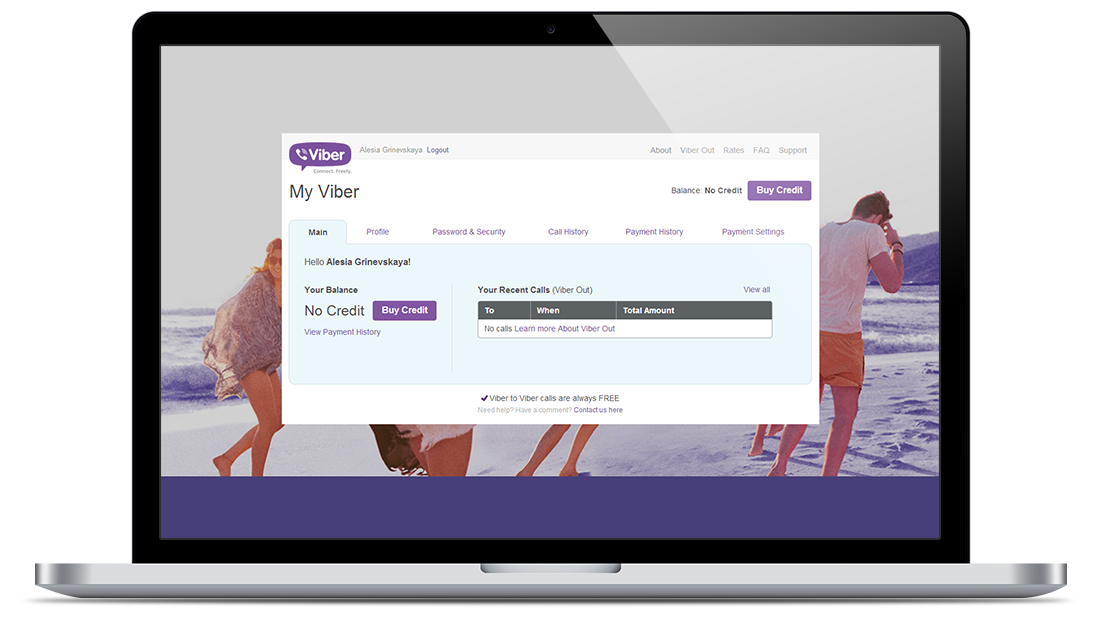 Viber
Connect. Freely.
Alesia Grinevskaya Logout
About Viber Out Rates FAQ Support
My Viber
Balance: No Credit Buy Credit
Main Profile Password & Security Call History Payment History Payment Settings
Hello Alesia Grinevskaya!
Your Balance
No Credit Buy Credit
View Payment History
Your Recent Calls (Viber Out) View all
To When Total Amount
No calls Learn more About Viber Out
Viber to Viber calls are always FREE
Need help? Have a comment? Contact us here